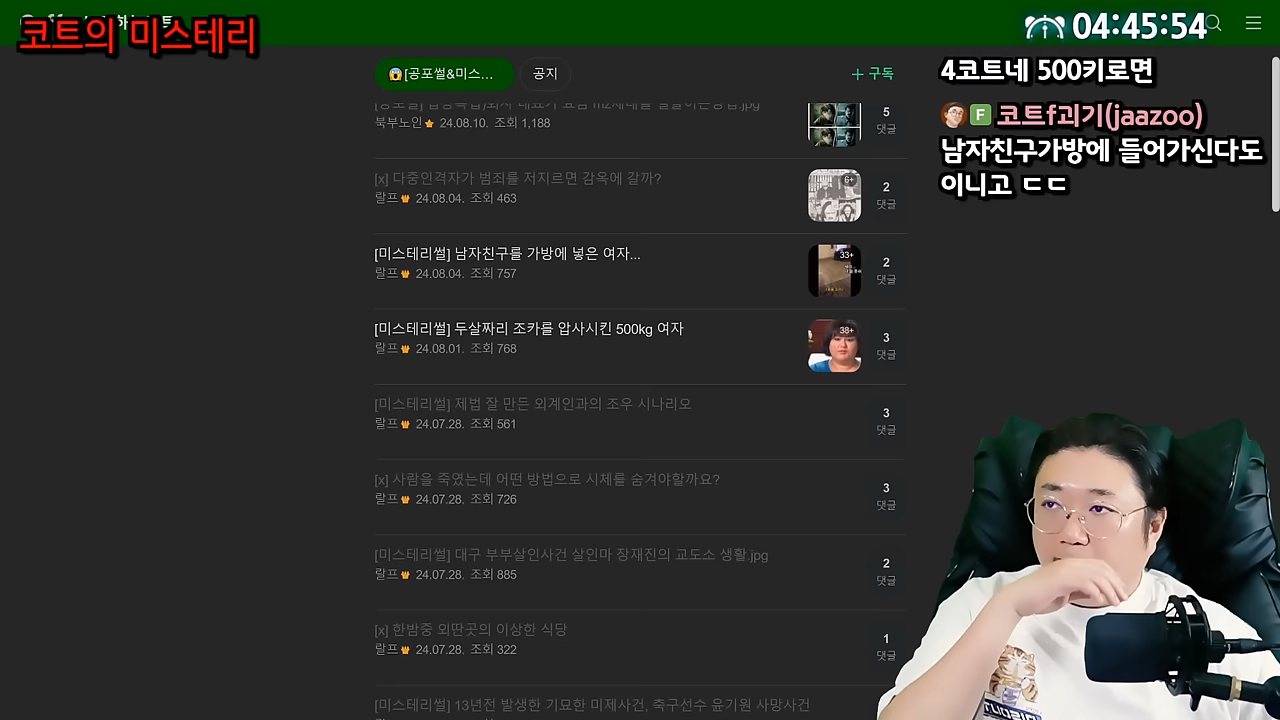 코트의 미스테리
04:45:54
😱[공포썰&미스...
공지
+ 구독
북부노인 24.08.10. 조회 1,188
5
댓글
[x] 다중인격자가 범죄를 저지르면 감옥에 갈까?
랄프 24.08.04. 조회 463
6+
2
댓글
[미스테리썰] 남자친구를 가방에 넣은 여자...
랄프 24.08.04. 조회 757
33+
2
댓글
[미스테리썰] 두살짜리 조카를 압사시킨 500kg 여자
랄프 24.08.01. 조회 768
38+
3
댓글
[미스테리썰] 제법 잘 만든 외계인과의 조우 시나리오
랄프 24.07.28. 조회 561
3
댓글
[x] 사람을 죽였는데 어떤 방법으로 시체를 숨겨야할까요?
랄프 24.07.28. 조회 726
3
댓글
[미스테리썰] 대구 부부살인사건 살인마 장재진의 교도소 생활.jpg
랄프 24.07.28. 조회 885
2
댓글
[x] 한밤중 외딴곳의 이상한 식당
랄프 24.07.28. 조회 322
1
댓글
[미스테리썰] 13년전 발생한 기묘한 미제사건, 축구선수 윤기원 사망사건
4코트네 500키로면
F 코트f괴기(jaazoo)
남자친구가방에 들어가신다도
이니고 ㄷㄷ